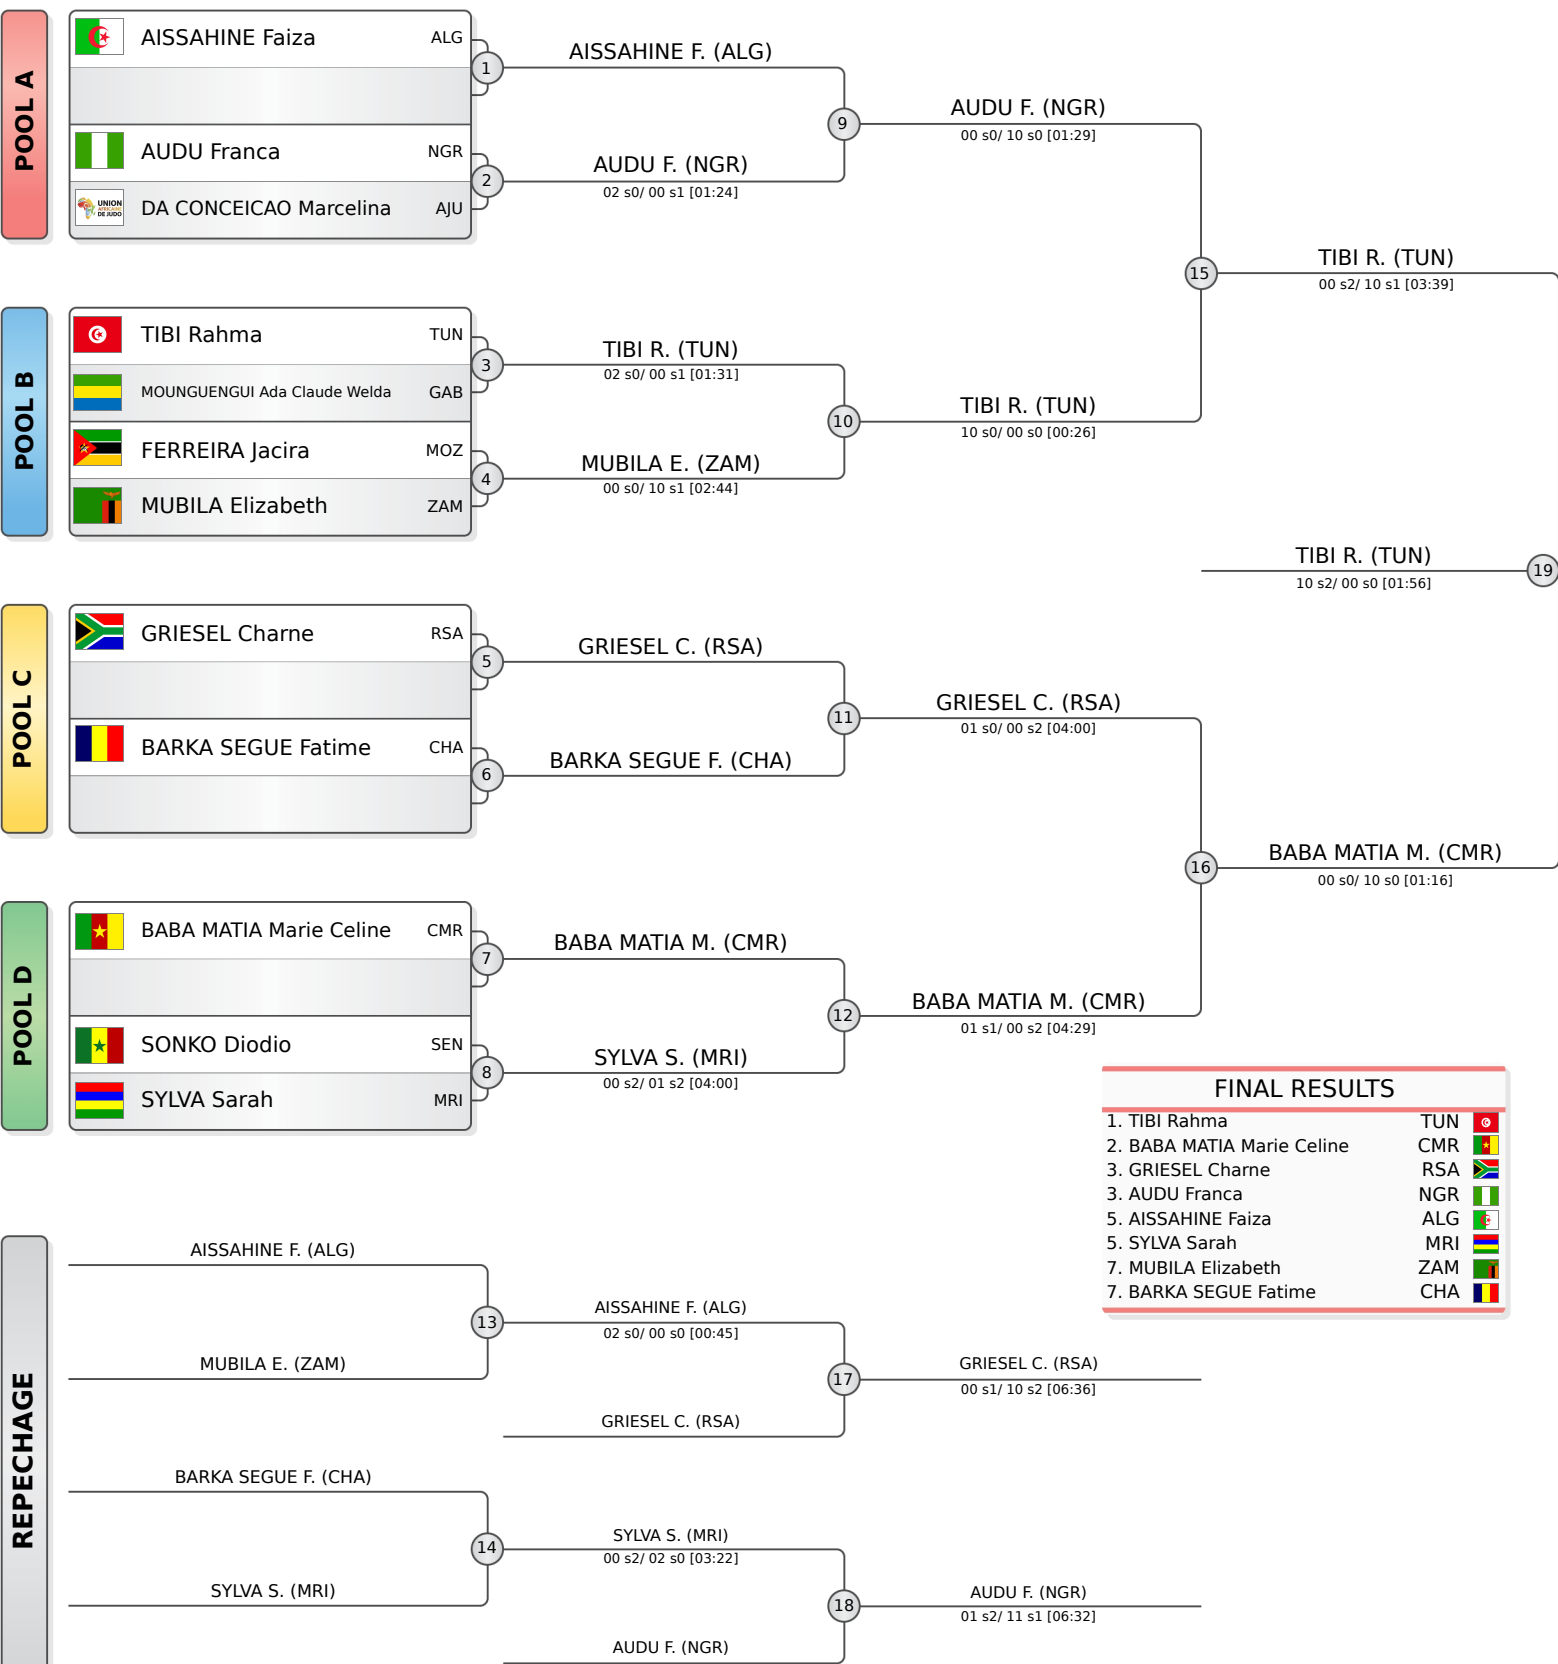 POOL A
AISSAHINE Faiza ALG
AUDU Franca NGR
UNION AFRICAINE DE JUDO
DA CONCEICAO Marcelina AJU
1
2
AISSAHINE F. (ALG)
AUDU F. (NGR)
02 s0/ 00 s1 [01:24]
9
AUDU F. (NGR)
00 s0/ 10 s0 [01:29]
POOL B
TIBI Rahma TUN
MOUNGUENGUI Ada Claude Welda GAB
FERREIRA Jacira MOZ
MUBILA Elizabeth ZAM
3
4
TIBI R. (TUN)
02 s0/ 00 s1 [01:31]
MUBILA E. (ZAM)
00 s0/ 10 s1 [02:44]
10
TIBI R. (TUN)
10 s0/ 00 s0 [00:26]
15
TIBI R. (TUN)
00 s2/ 10 s1 [03:39]
TIBI R. (TUN)
10 s2/ 00 s0 [01:56]
19
POOL C
GRIESEL Charne RSA
BARKA SEGUE Fatime CHA
5
6
GRIESEL C. (RSA)
BARKA SEGUE F. (CHA)
11
GRIESEL C. (RSA)
01 s0/ 00 s2 [04:00]
POOL D
BABA MATIA Marie Celine CMR
SONKO Diodio SEN
SYLVA Sarah MRI
7
8
BABA MATIA M. (CMR)
SYLVA S. (MRI)
00 s2/ 01 s2 [04:00]
12
BABA MATIA M. (CMR)
01 s1/ 00 s2 [04:29]
16
BABA MATIA M. (CMR)
00 s0/ 10 s0 [01:16]
FINAL RESULTS
1. TIBI Rahma TUN
2. BABA MATIA Marie Celine CMR
3. GRIESEL Charne RSA
3. AUDU Franca NGR
5. AISSAHINE Faiza ALG
5. SYLVA Sarah MRI
7. MUBILA Elizabeth ZAM
7. BARKA SEGUE Fatime CHA
REPECHAGE
AISSAHINE F. (ALG)
MUBILA E. (ZAM)
13
AISSAHINE F. (ALG)
02 s0/ 00 s0 [00:45]
GRIESEL C. (RSA)
17
GRIESEL C. (RSA)
00 s1/ 10 s2 [06:36]
BARKA SEGUE F. (CHA)
SYLVA S. (MRI)
14
SYLVA S. (MRI)
00 s2/ 02 s0 [03:22]
AUDU F. (NGR)
18
AUDU F. (NGR)
01 s2/ 11 s1 [06:32]